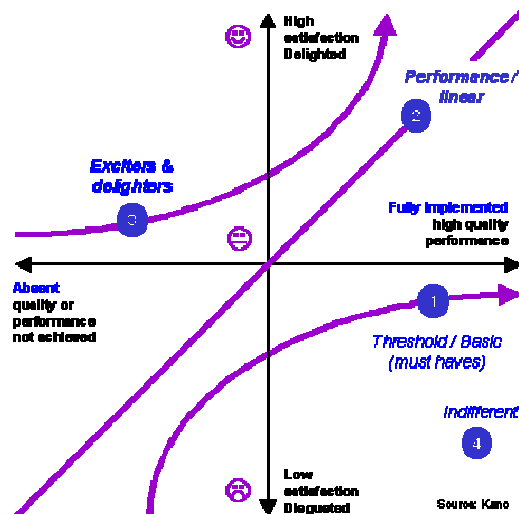 High
satisfaction
Delighted
Performance /
linear
2
Exciters &
delighters
3
Fully implemented
high quality
performance
Absent
quality or
performance
not achieved
1
Threshold / Basic
(must haves)
Indifferent
4
Low
satisfaction
Disgusted
Source: Kano